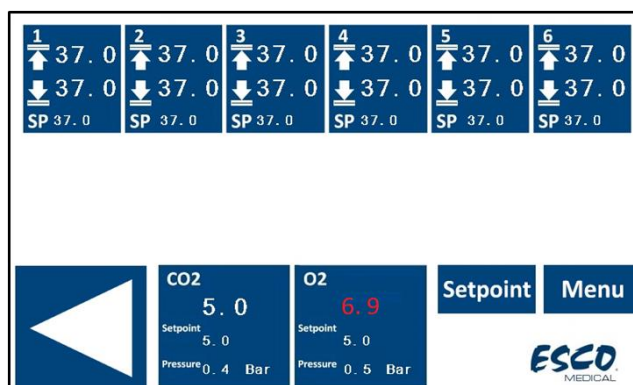 1 2 3 4 5 6
37.0 37.0 37.0 37.0 37.0 37.0
37.0 37.0 37.0 37.0 37.0 37.0
SP 37.0 SP 37.0 SP 37.0 SP 37.0 SP 37.0 SP 37.0
CO2
5.0
Setpoint
5.0
Pressure 0.4 Bar
O2
6.9
Setpoint
5.0
Pressure 0.5 Bar
Setpoint
Menu
ESCO
MEDICAL